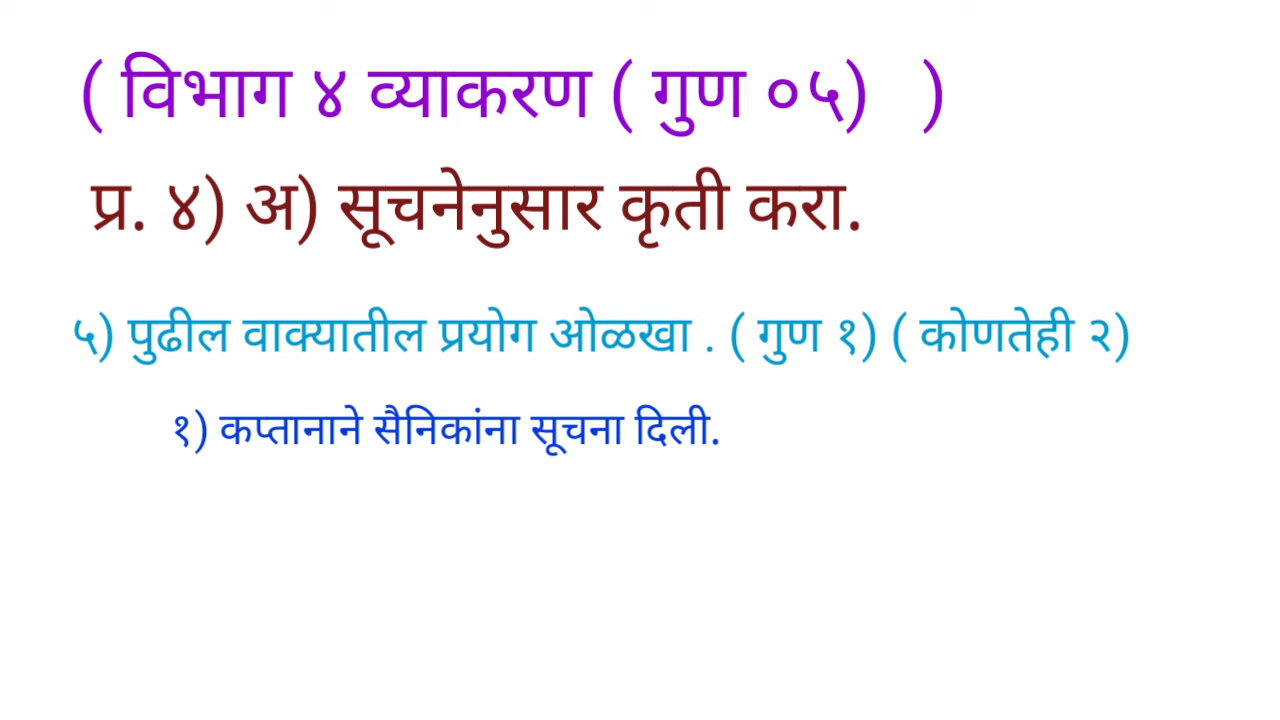 ( विभाग ४ व्याकरण ( गुण ०५) )
प्र. ४) अ) सूचनेनुसार कृती करा.
५) पुढील वाक्यातील प्रयोग ओळखा . ( गुण १) ( कोणतेही २)
१) कप्तानाने सैनिकांना सूचना दिली.